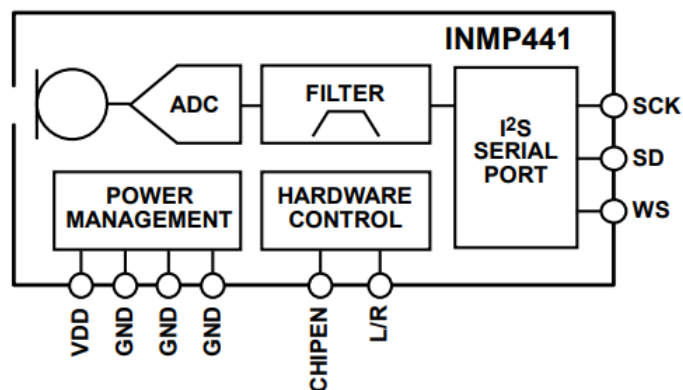 INMP441
ADC
FILTER
I²S
SERIAL
PORT
SCK
SD
WS
POWER
MANAGEMENT
HARDWARE
CONTROL
VDD
GND
GND
GND
CHIPEN
L/R